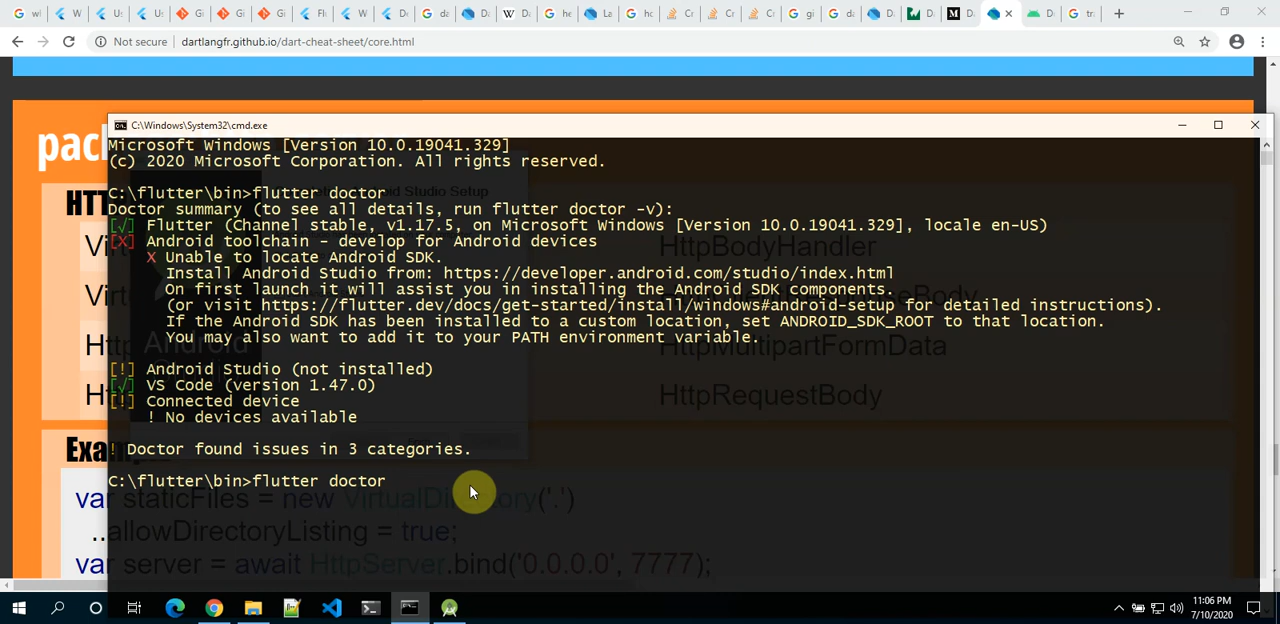 Not secure
dartlangfr.github.io/dart-cheat-sheet/core.html
C:\Windows\System32\cmd.exe
Microsoft Windows [Version 10.0.19041.329]
(c) 2020 Microsoft Corporation. All rights reserved.
C:\flutter\bin>flutter doctor
Doctor summary (to see all details, run flutter doctor -v):
[√] Flutter (Channel stable, v1.17.5, on Microsoft Windows [Version 10.0.19041.329], locale en-US)
[X] Android toolchain - develop for Android devices
X Unable to locate Android SDK.
Install Android Studio from: https://developer.android.com/studio/index.html
On first launch it will assist you in installing the Android SDK components.
(or visit https://flutter.dev/docs/get-started/install/windows#android-setup for detailed instructions).
If the Android SDK has been installed to a custom location, set ANDROID_SDK_ROOT to that location.
You may also want to add it to your PATH environment variable.
[!] Android Studio (not installed)
[√] VS Code (version 1.47.0)
[!] Connected device
! No devices available
! Doctor found issues in 3 categories.
C:\flutter\bin>flutter doctor
HttpBodyHandler
HttpMultipartFormData
HttpRequestBody
var staticFiles = new VirtualDirectory('.')
..allowDirectoryListing = true;
var server = await HttpServer.bind('0.0.0.0', 7777);
11:06 PM
7/10/2020